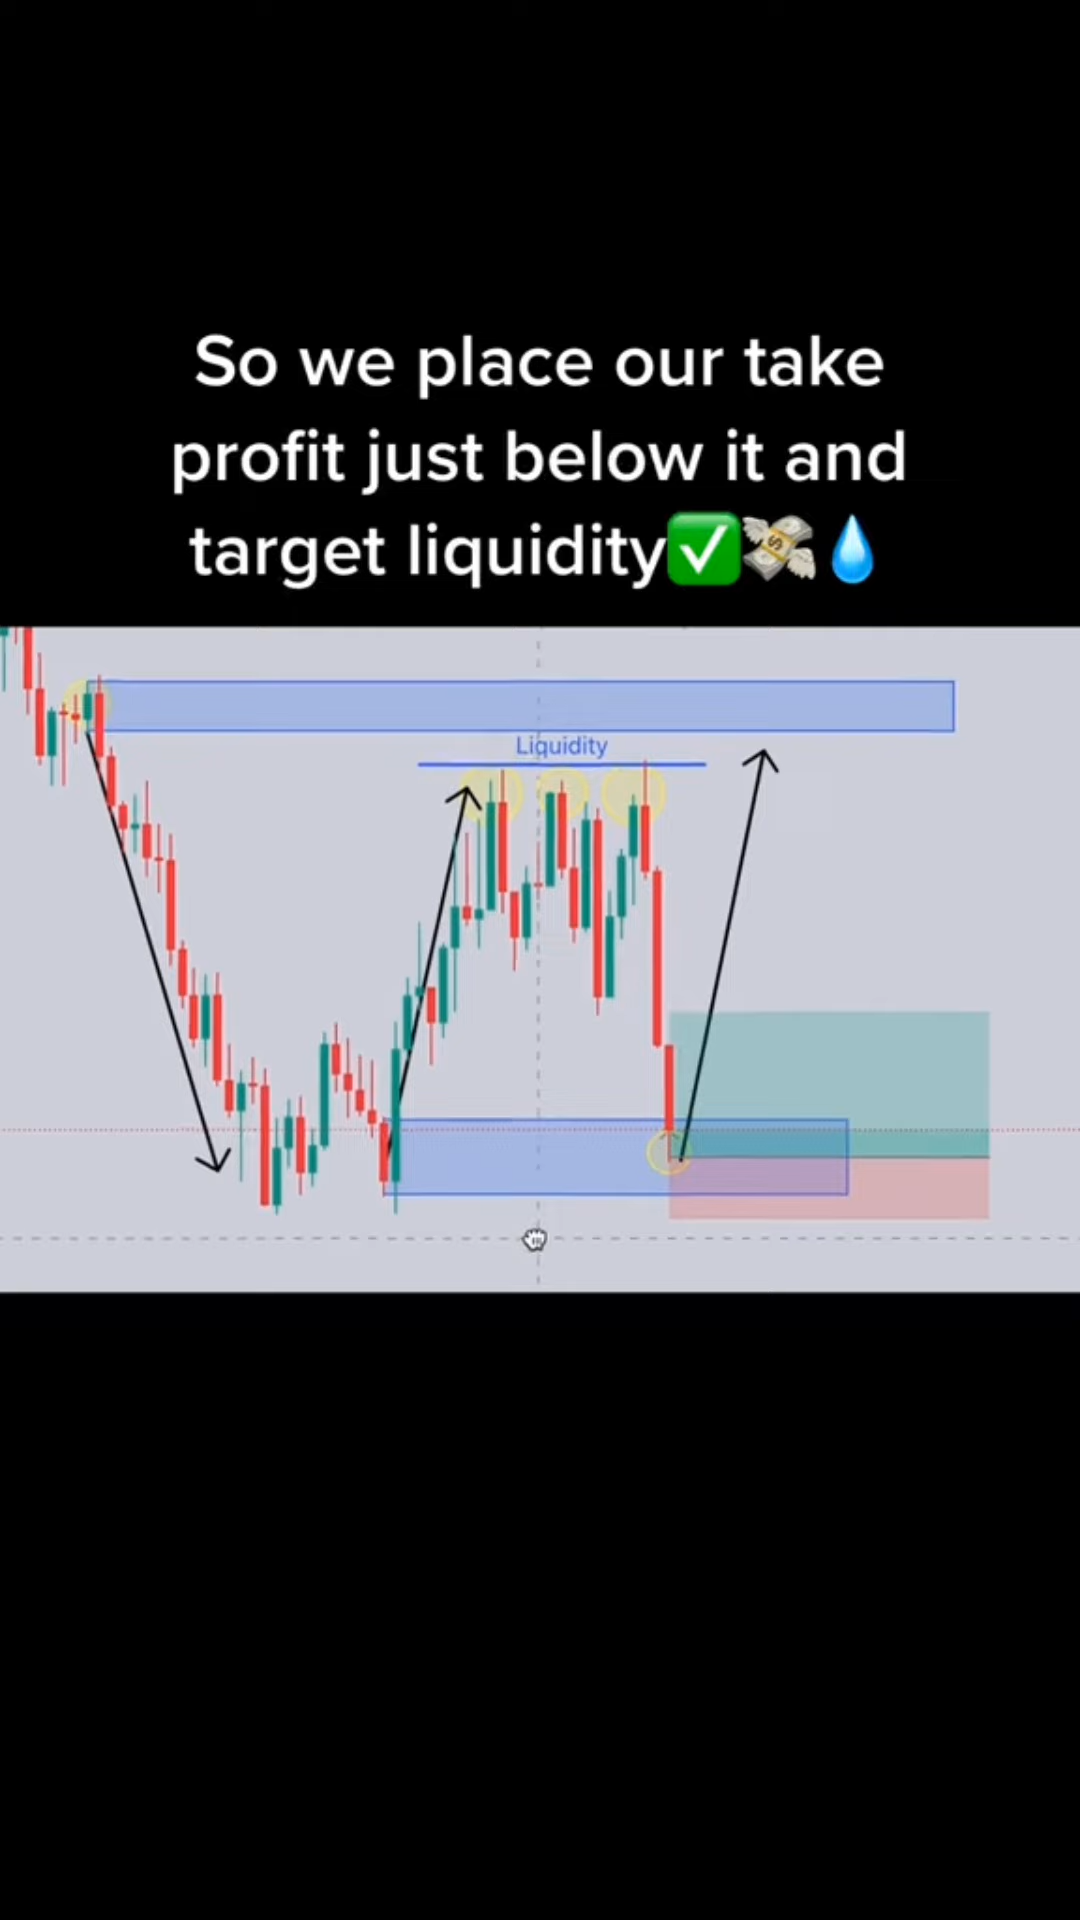 So we place our take
profit just below it and
target liquidity✅💸💧
Liquidity